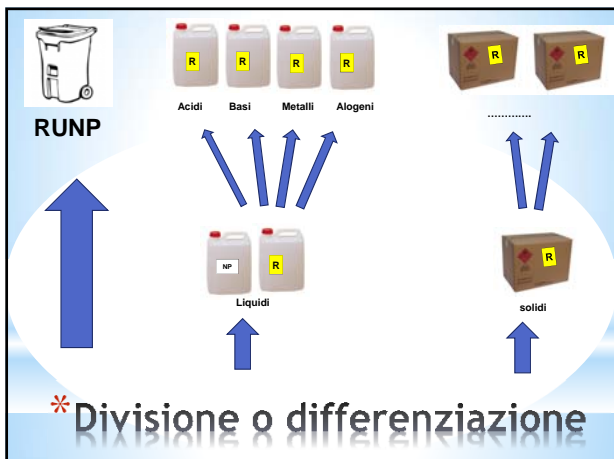 R R R R R R
Acidi Basi Metalli Alogeni
.............
RUNP
NP R R
Liquidi
solidi
*Divisione o differenziazione